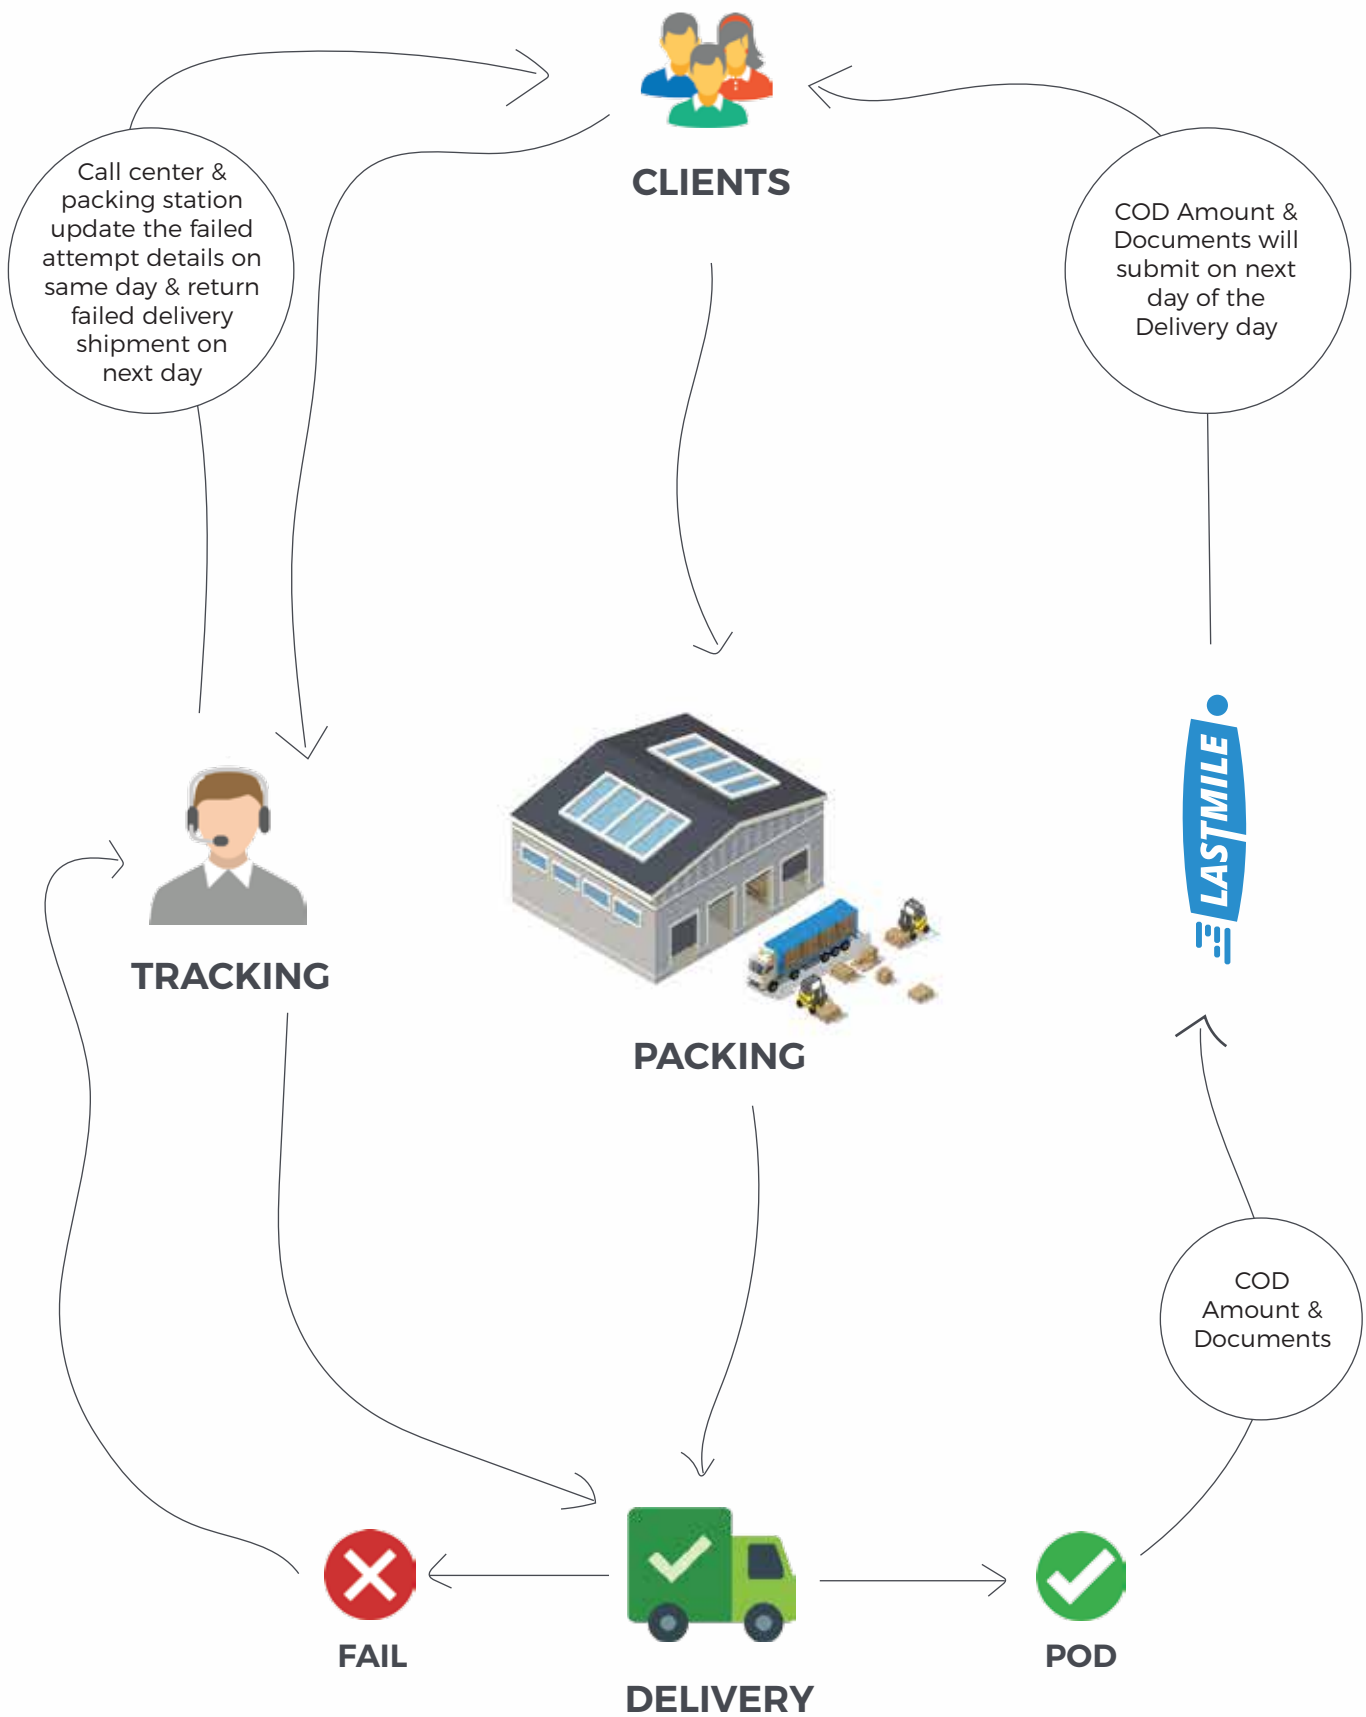 CLIENTS
Call center &
packing station
update the failed
attempt details on
same day & return
failed delivery
shipment on
next day
COD Amount &
Documents will
submit on next
day of the
Delivery day
TRACKING
PACKING
LASTMILE
COD
Amount &
Documents
FAIL
DELIVERY
POD